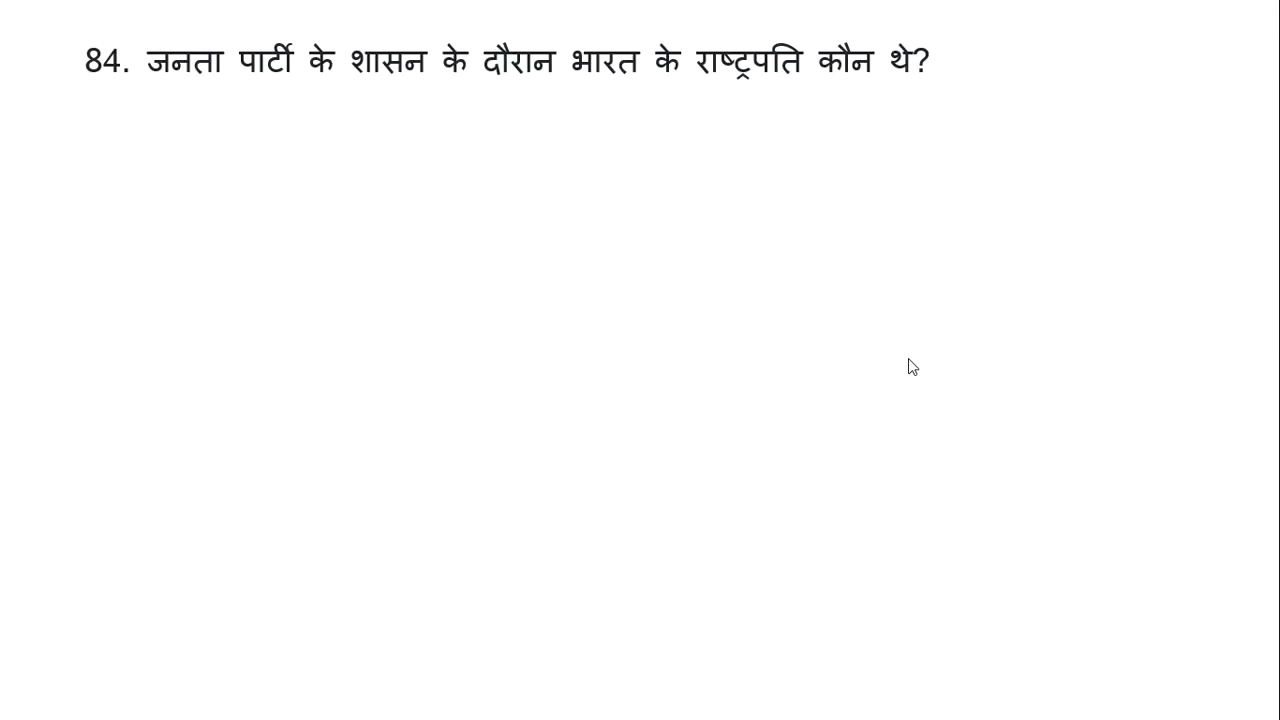 84. जनता पार्टी के शासन के दौरान भारत के राष्ट्रपति कौन थे?